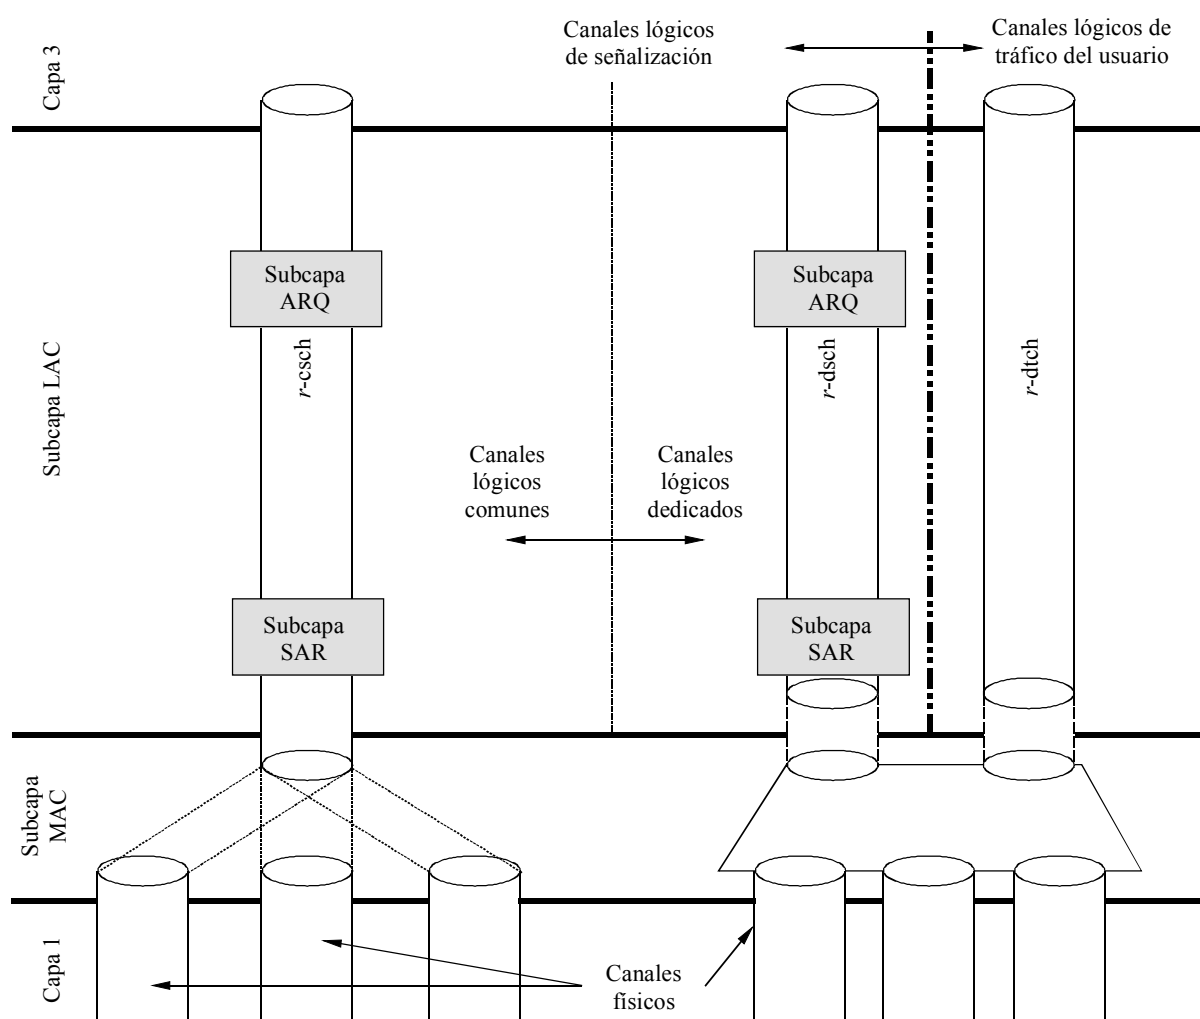 Canales lógicos
de señalización
Canales lógicos de
tráfico del usuario
Capa 3
Subcapa
ARQ
Subcapa
ARQ
r-csch
r-dsch
r-dtch
Subcapa LAC
Canales
lógicos
comunes
Canales
lógicos
dedicados
Subcapa
SAR
Subcapa
SAR
Subcapa
MAC
Capa 1
Canales
físicos